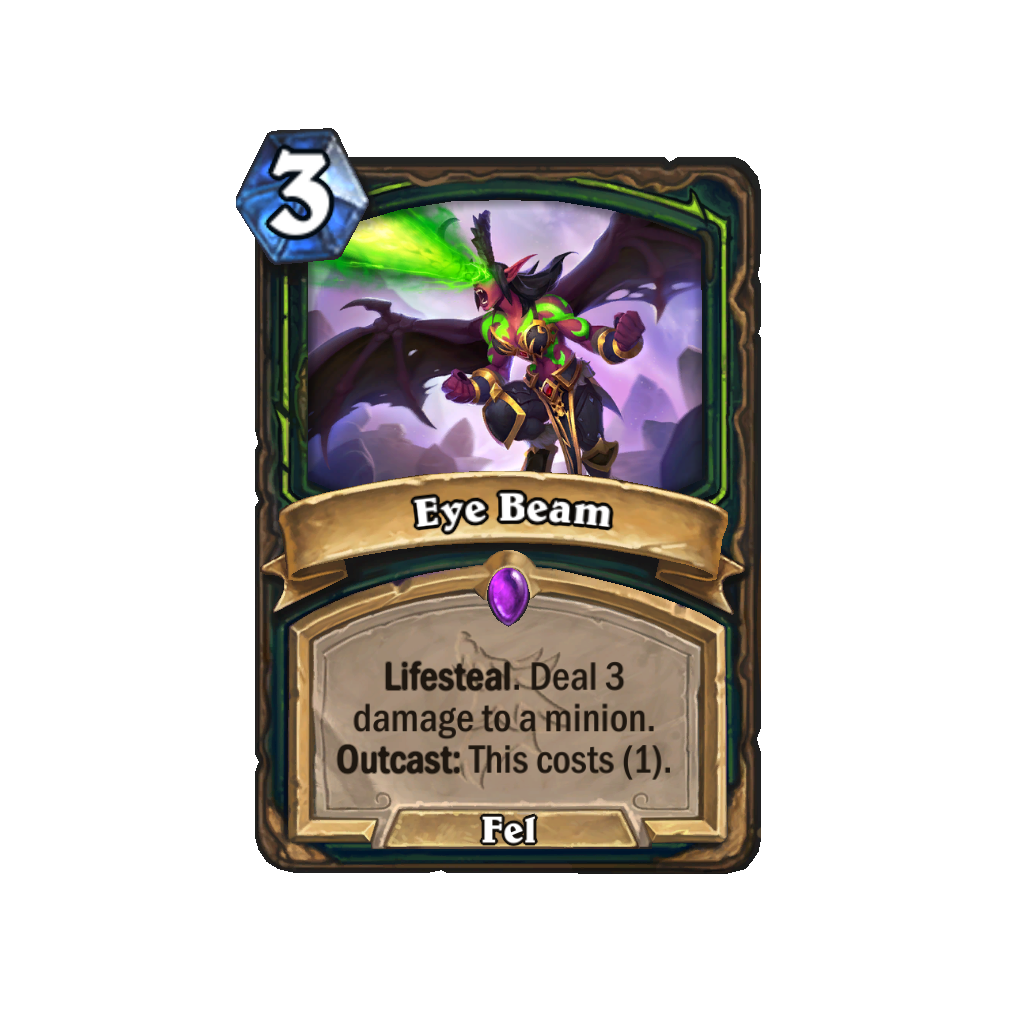 3
Eye Beam
Lifesteal. Deal 3
damage to a minion.
Outcast: This costs (1).
Fel